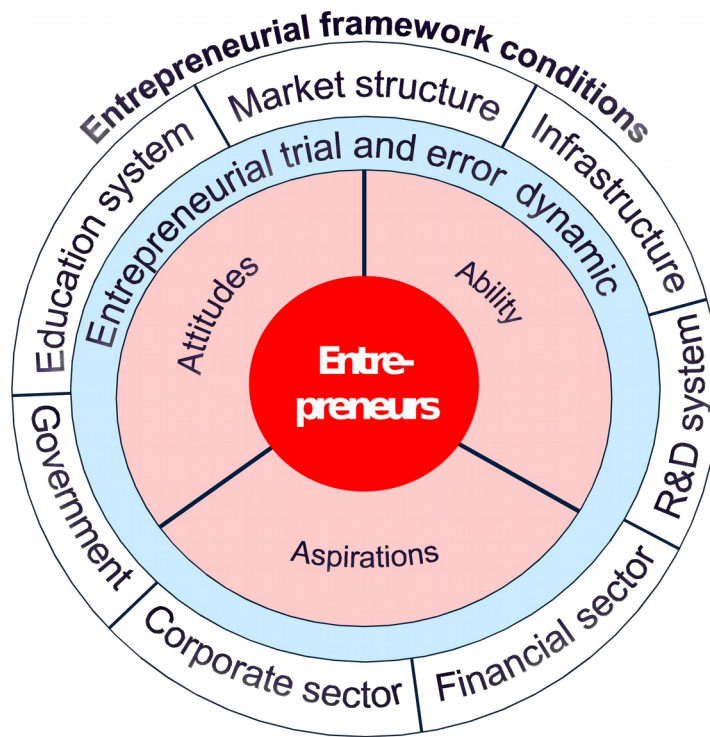 Entrepreneurial framework conditions
Market structure
Infrastructure
R&D system
Financial sector
Corporate sector
Government
Education system
Entrepreneurial trial and error dynamic
Attitudes
Ability
Aspirations
Entre-
preneurs